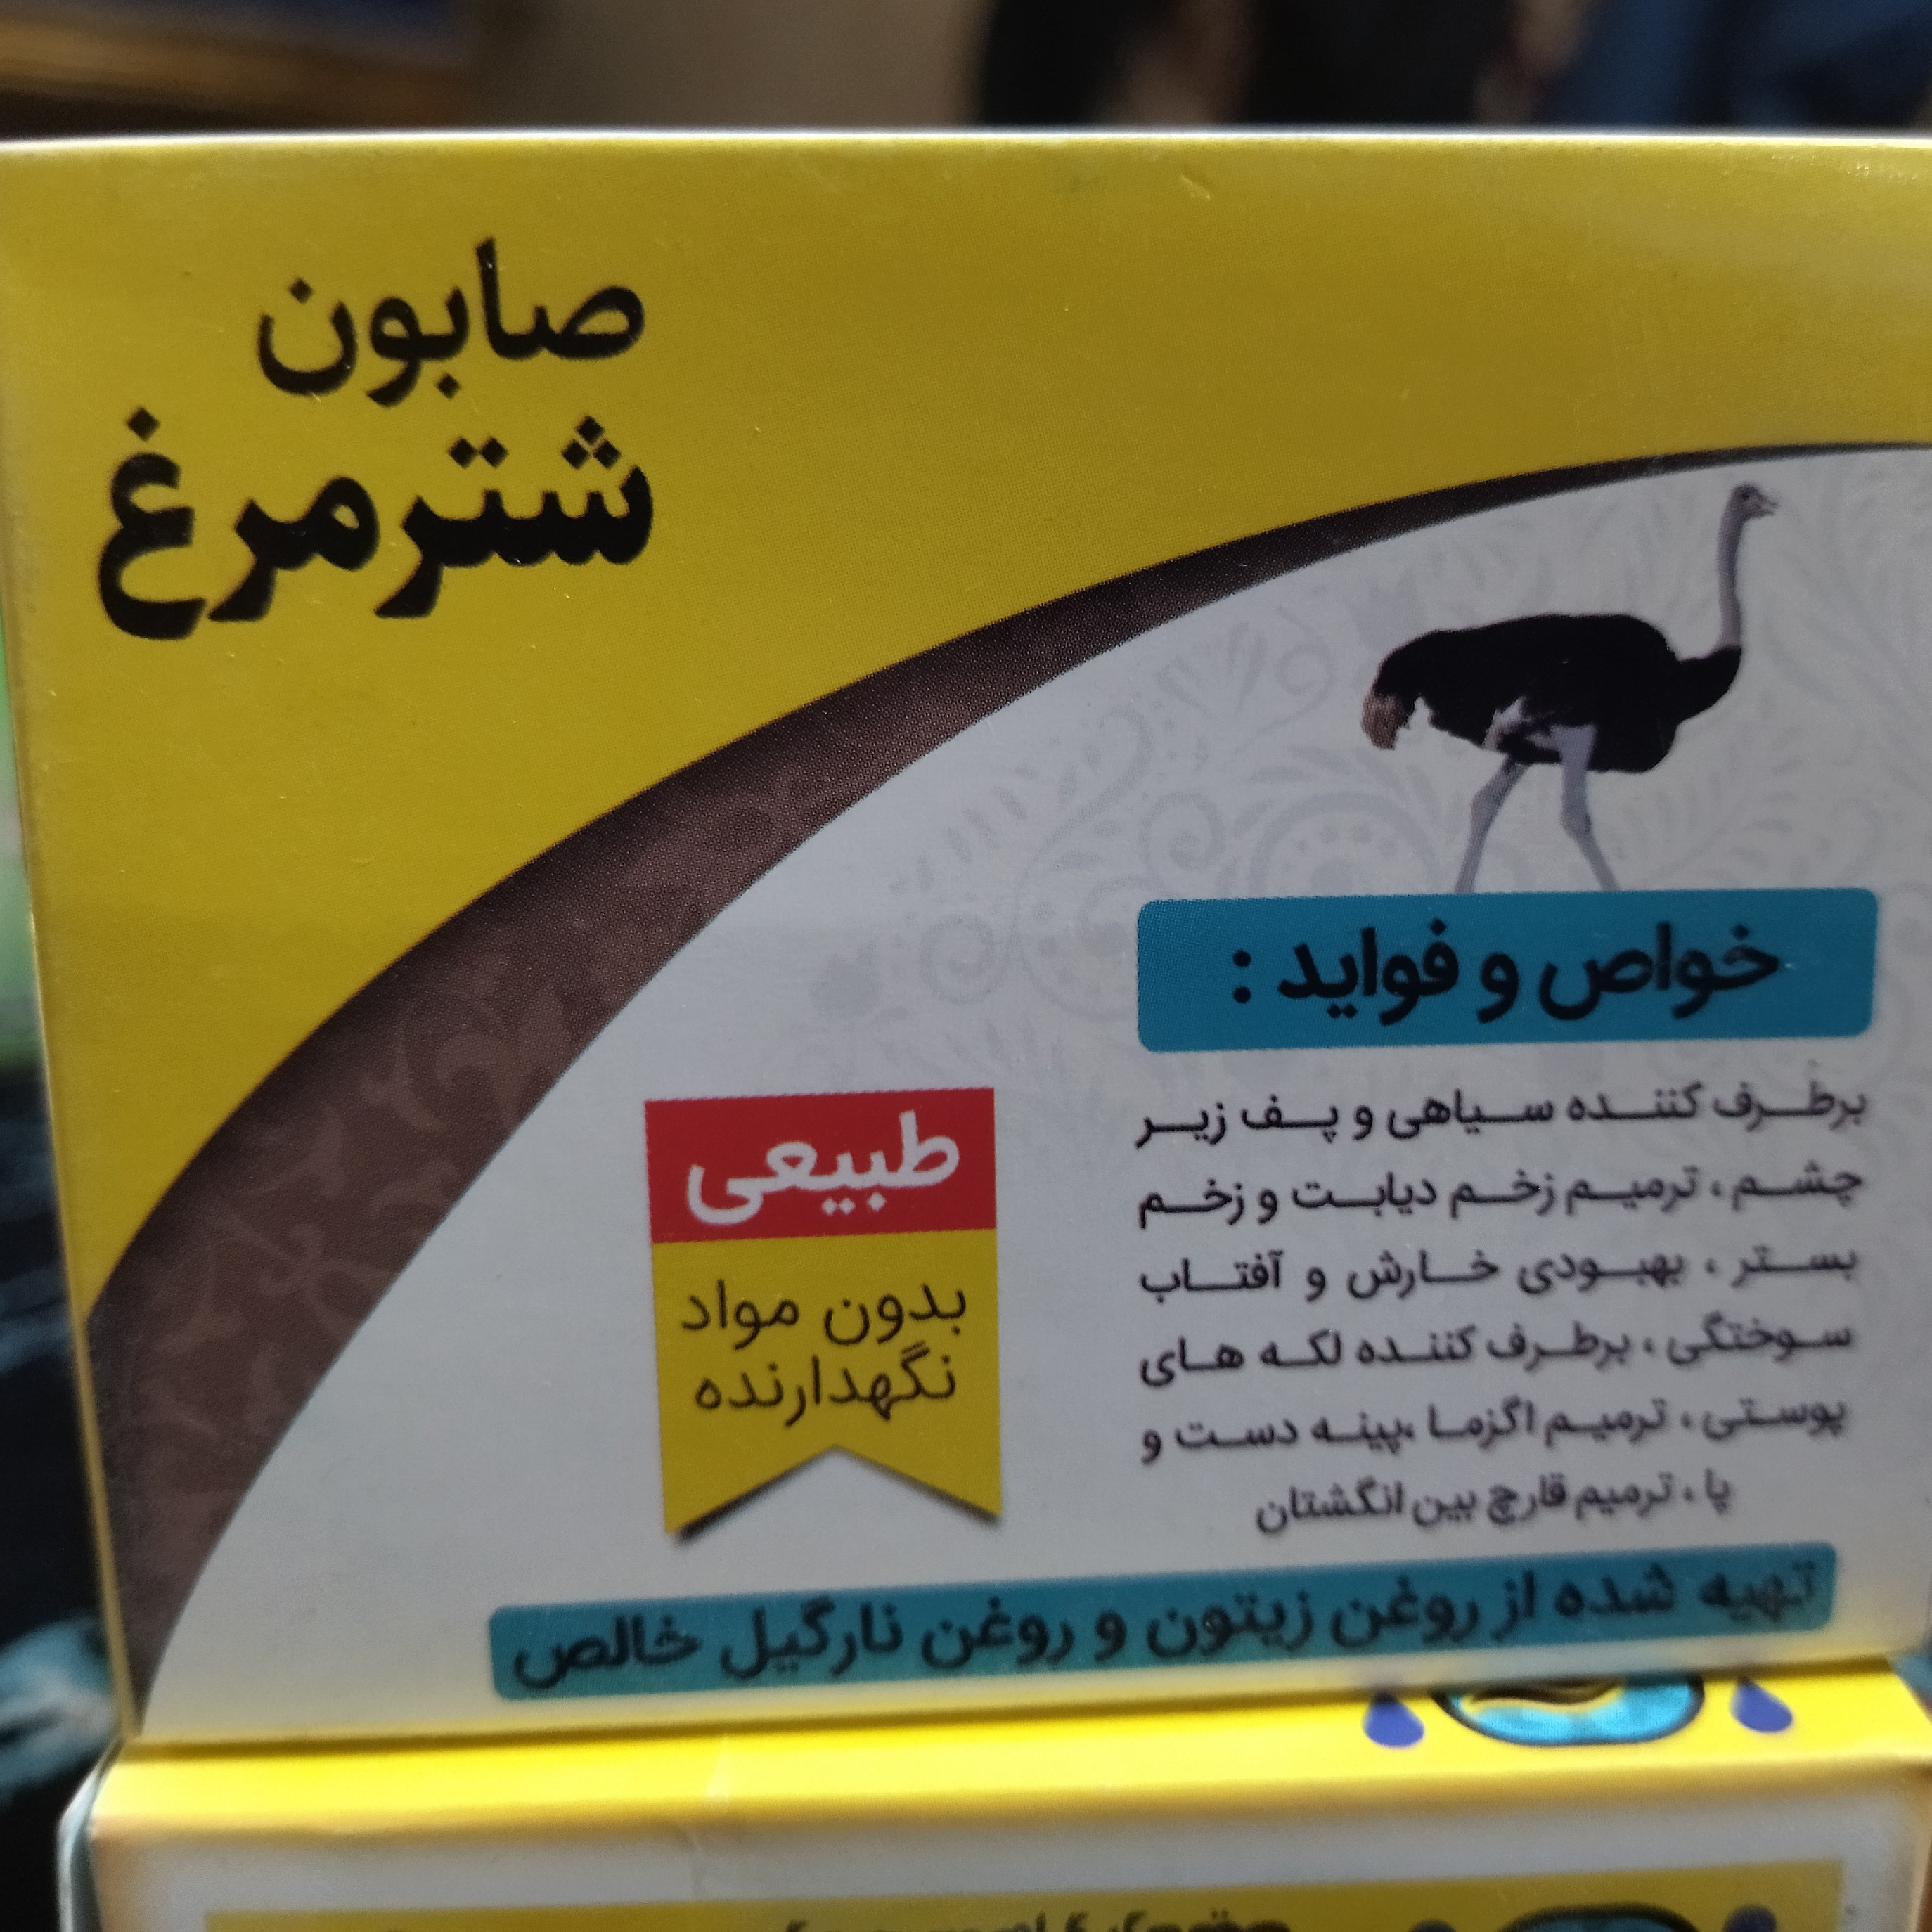 صابون
شترمرغ
خواص و فواید :
برطرف کننده سیاهی و پف زیر
چشم ، ترمیم زخم دیابت و زخم
بستر ، بهبودی خارش و آفتاب
سوختگی ، برطرف کننده لکه های
پوستی ، ترمیم اگزما ،پینه دست و
پا ، ترمیم قارچ بین انگشتان
طبیعی
بدون مواد
نگهدارنده
تهیه شده از روغن زیتون و روغن نارگیل خالص